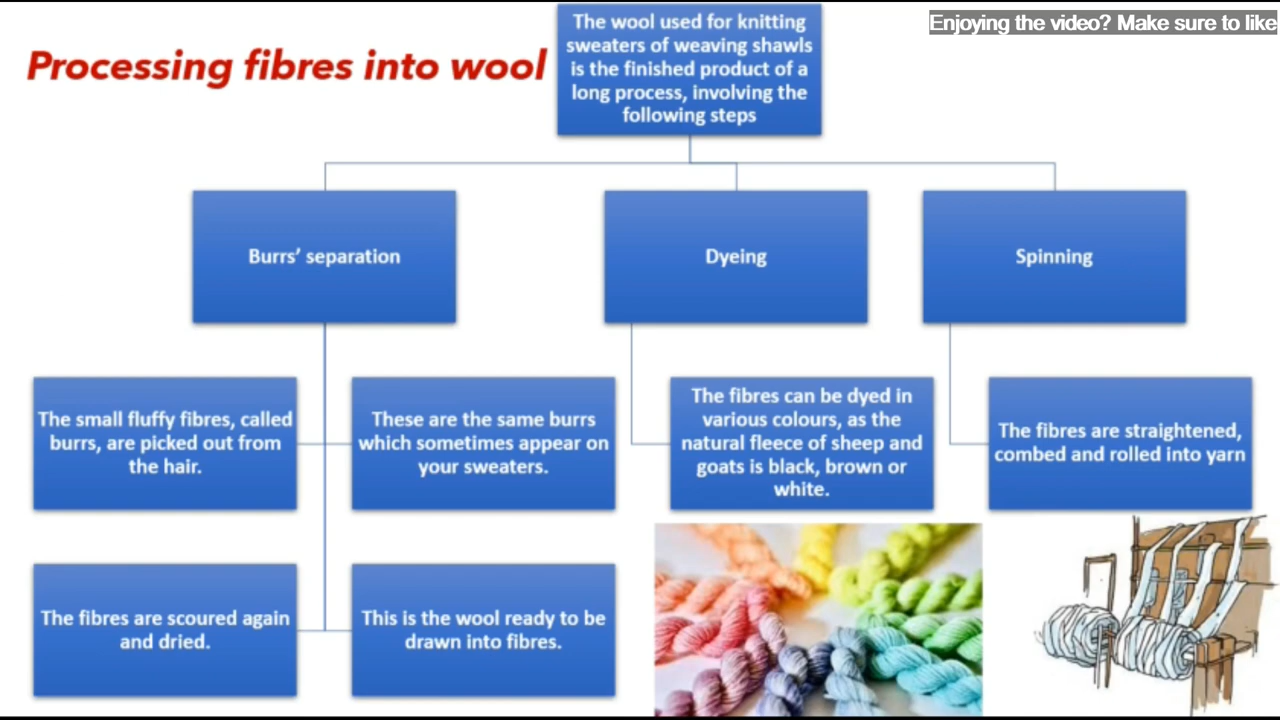 Enjoying the video? Make sure to like
Processing fibres into wool
The wool used for knitting
sweaters of weaving shawls
is the finished product of a
long process, involving the
following steps
Burrs’ separation
Dyeing
Spinning
The small fluffy fibres, called
burrs, are picked out from
the hair.
These are the same burrs
which sometimes appear on
your sweaters.
The fibres can be dyed in
various colours, as the
natural fleece of sheep and
goats is black, brown or
white.
The fibres are straightened,
combed and rolled into yarn
The fibres are scoured again
and dried.
This is the wool ready to be
drawn into fibres.